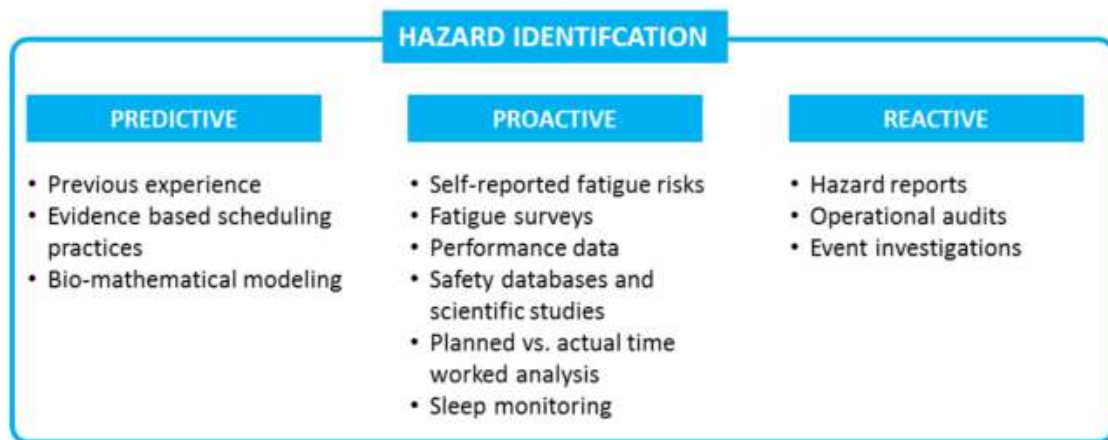 HAZARD IDENTIFCATION
PREDICTIVE
• Previous experience
• Evidence based scheduling
practices
• Bio-mathematical modeling
PROACTIVE
• Self-reported fatigue risks
• Fatigue surveys
• Performance data
• Safety databases and
scientific studies
• Planned vs. actual time
worked analysis
• Sleep monitoring
REACTIVE
• Hazard reports
• Operational audits
• Event investigations